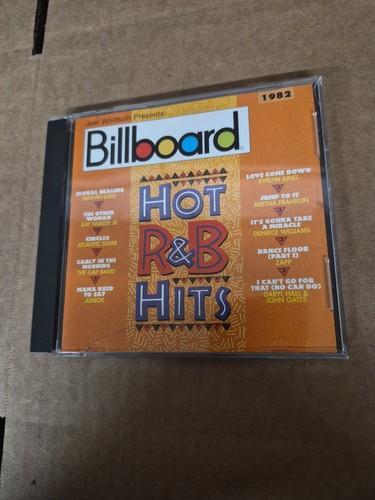 Joel Whitburn Presents:
1982
Billboard
HOT
R&B
HITS
SEXUAL HEALING
MARVIN GAYE
THE OTHER
WOMAN
RAY PARKER JR.
CIRCLES
ATLANTIC STARR
EARLY IN THE
MORNING
THE GAP BAND
MAMA USED
TO SAY
JUNIOR
LOVE COME DOWN
EVELYN KING
JUMP TO IT
ARETHA FRANKLIN
IT'S GONNA TAKE
A MIRACLE
DENIECE WILLIAMS
DANCE FLOOR
(PART I)
ZAPP
I CAN'T GO FOR
THAT (NO CAN DO)
DARYL HALL &
JOHN OATES